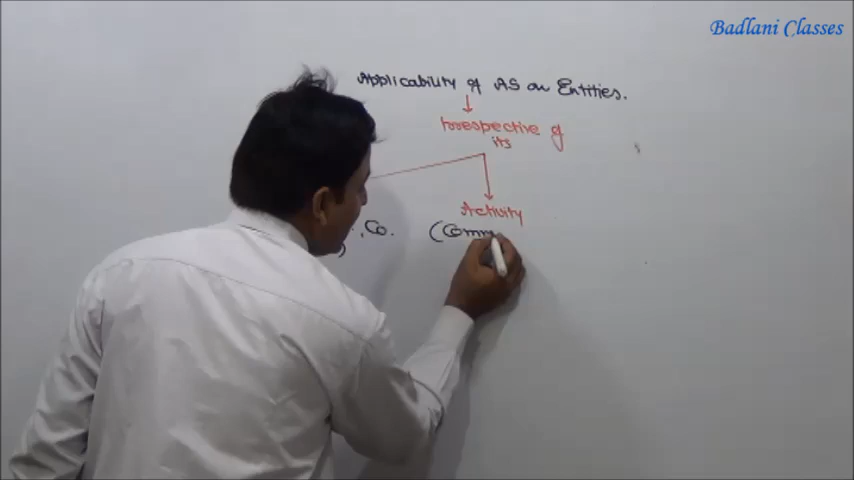 Badlani Classes
Applicability of AS on Entities.
Irrespective of
its
Activity
, Co. (Comm